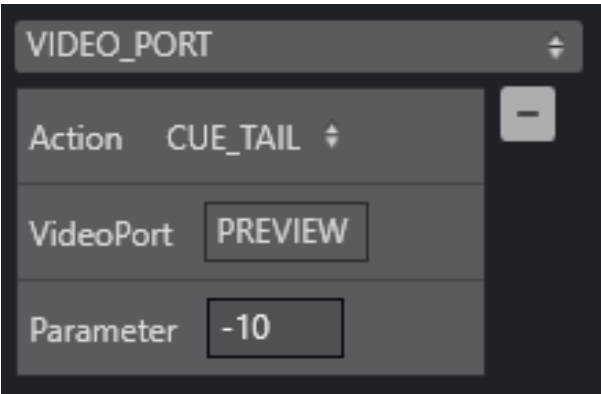 VIDEO_PORT
Action CUE_TAIL
VideoPort PREVIEW
Parameter -10